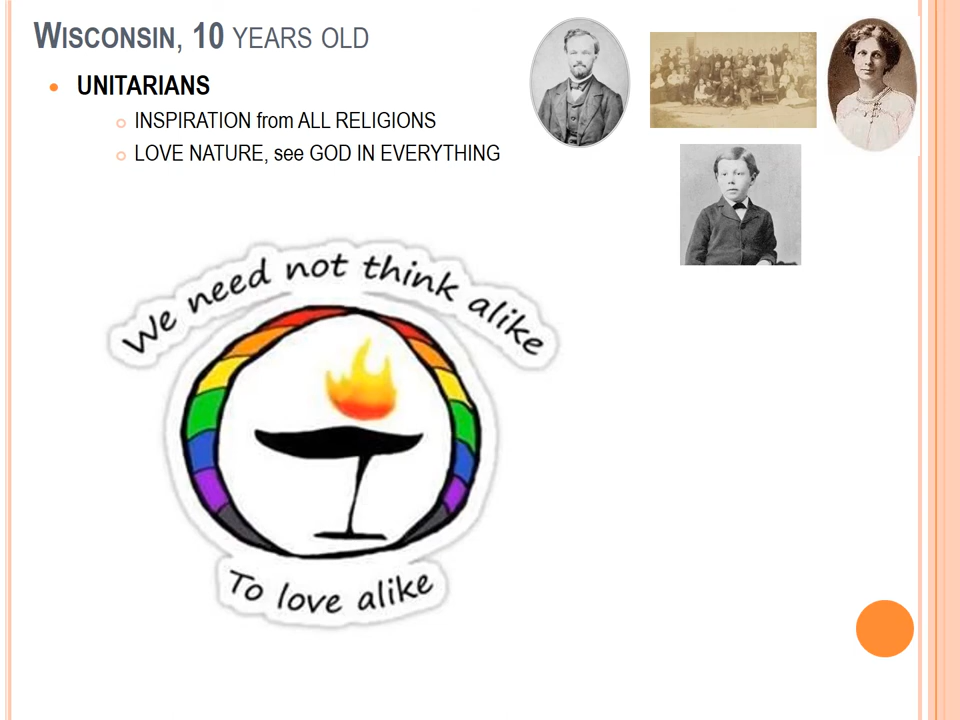 WISCONSIN, 10 YEARS OLD
UNITARIANS
INSPIRATION from ALL RELIGIONS
LOVE NATURE, see GOD IN EVERYTHING
We need not think alike
To love alike